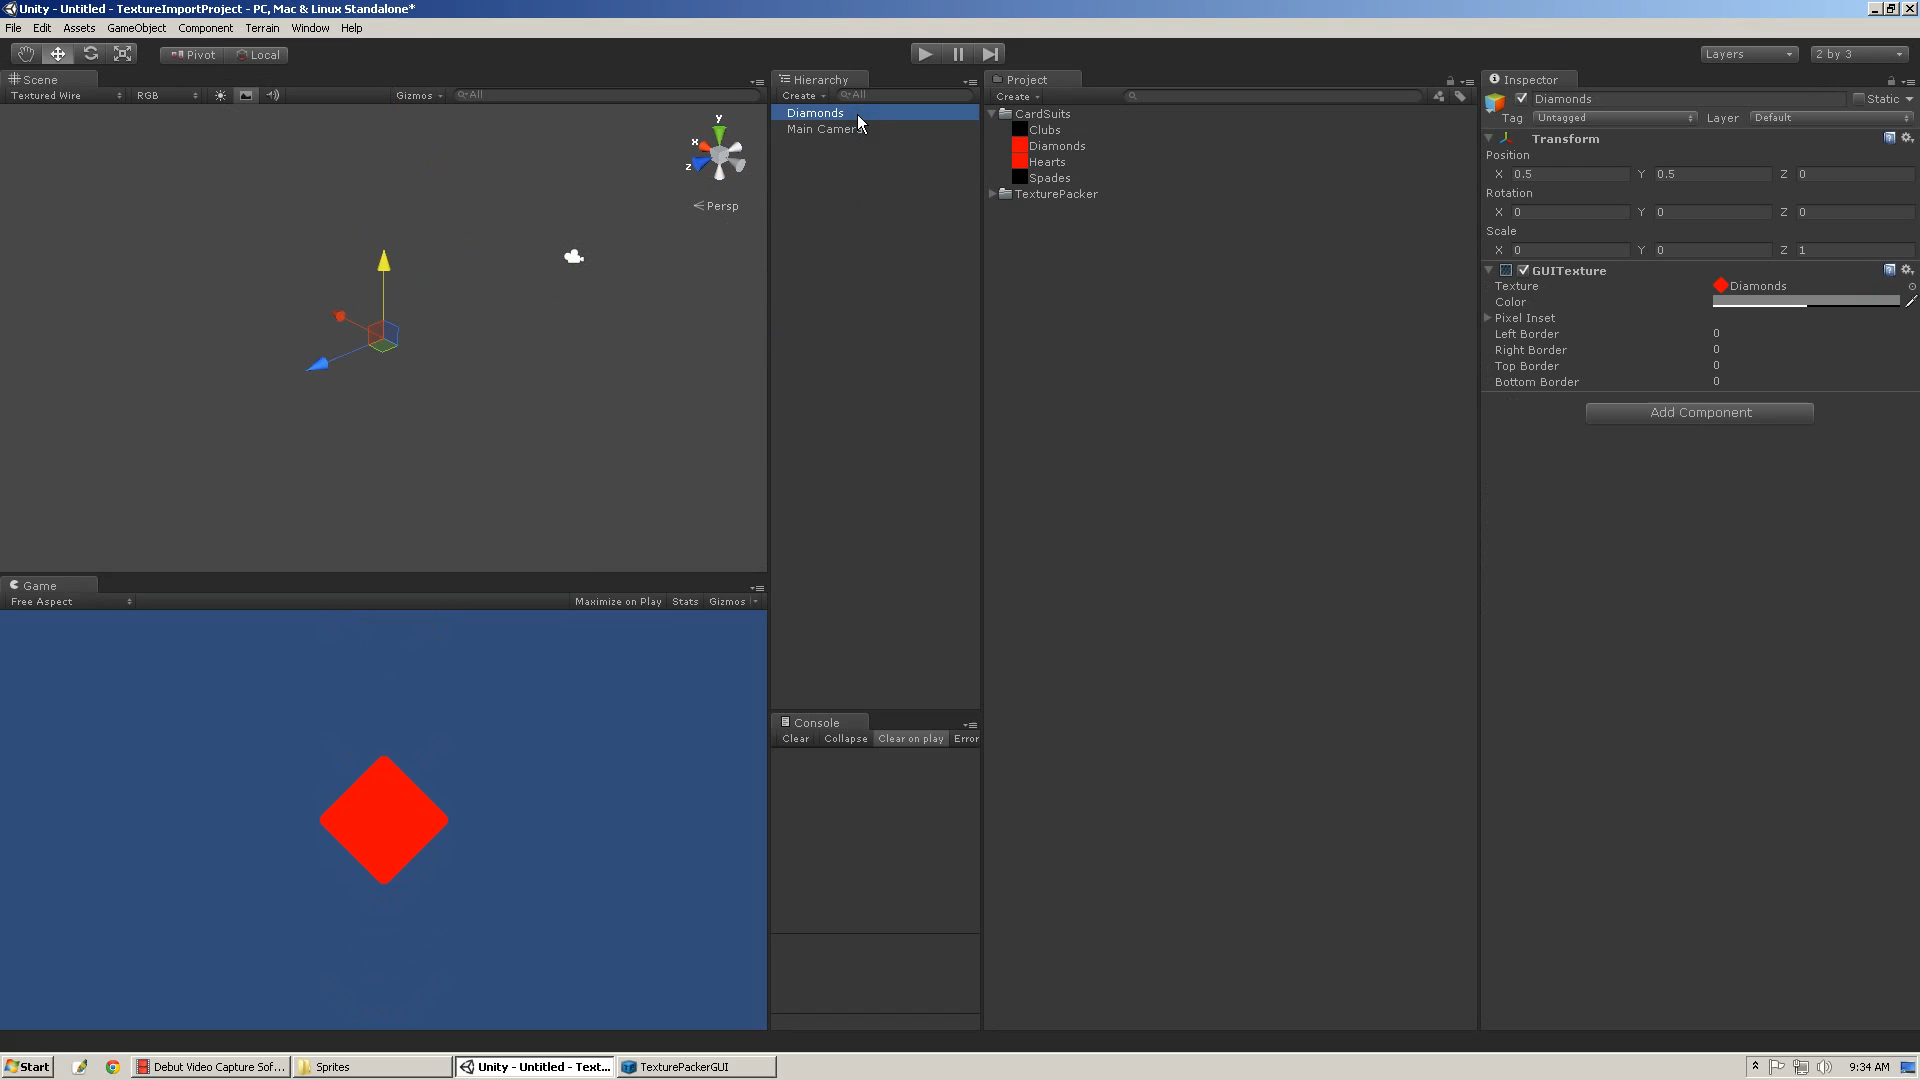 Unity - Untitled - TextureImportProject - PC, Mac & Linux Standalone*
File Edit Assets GameObject Component Terrain Window Help
Pivot Local Layers 2 by 3
Scene
Textured Wire RGB Gizmos All
y
x
z
Persp
Game
Free Aspect Maximize on Play Stats Gizmos
Hierarchy
Create All
Diamonds
Main Camera
Console
Clear Collapse Clear on play Error
Project
Create
CardSuits
Clubs
Diamonds
Hearts
Spades
TexturePacker
Inspector
Diamonds Static
Tag Untagged Layer Default
Transform
Position
X 0.5 Y 0.5 Z 0
Rotation
X 0 Y 0 Z 0
Scale
X 0 Y 0 Z 1
GUITexture
Texture Diamonds
Color
Pixel Inset
Left Border 0
Right Border 0
Top Border 0
Bottom Border 0
Add Component
Start Debut Video Capture Sof... Sprites Unity - Untitled - Text... TexturePackerGUI 9:34 AM